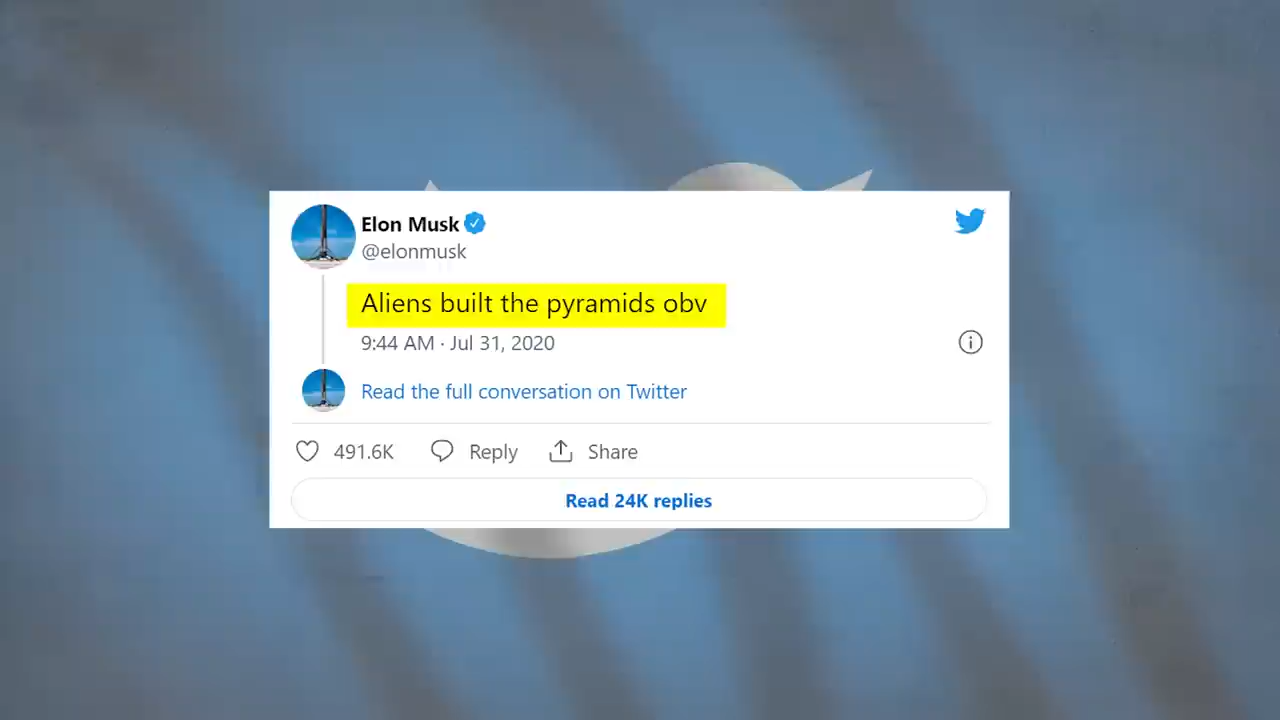 Elon Musk
@elonmusk
Aliens built the pyramids obv
9:44 AM · Jul 31, 2020
Read the full conversation on Twitter
491.6K Reply Share
Read 24K replies